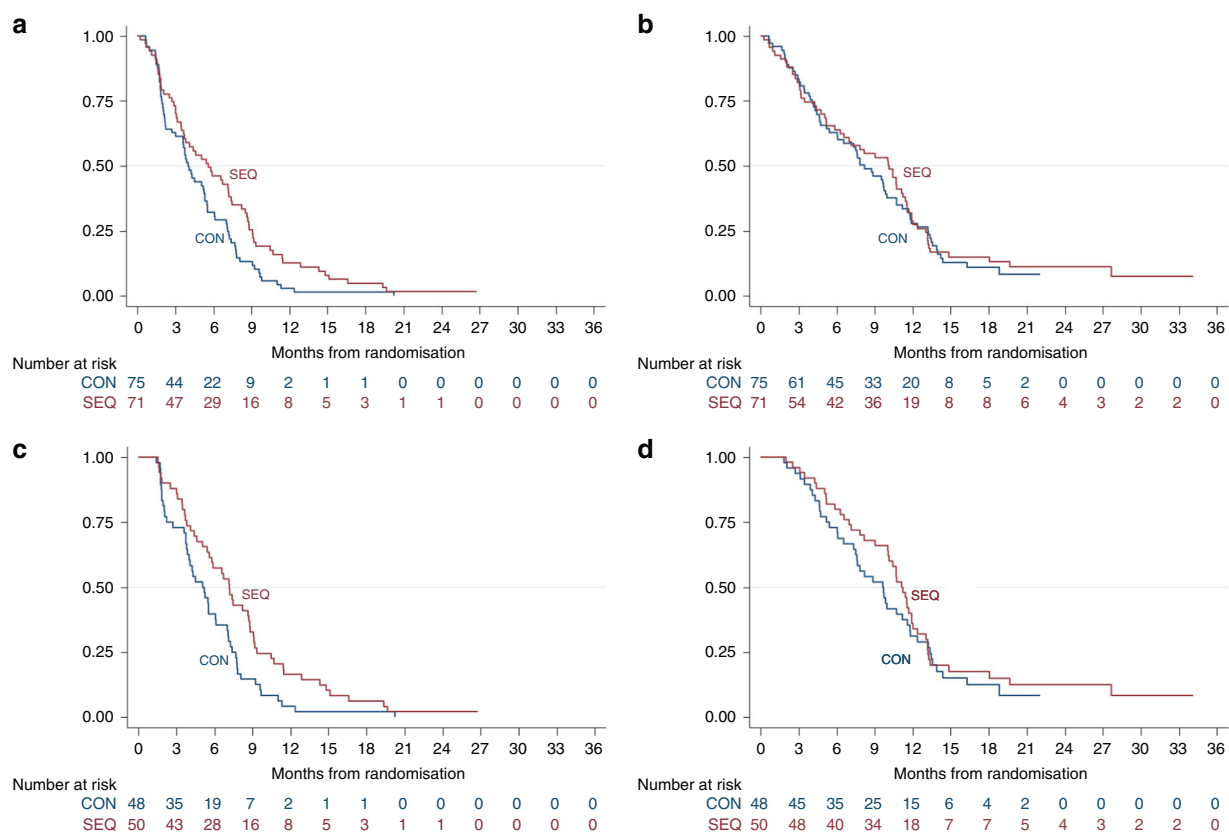 a
1.00
0.75
0.50
0.25
0.00
SEQ
CON
0 3 6 9 12 15 18 21 24 27 30 33 36
Months from randomisation
Number at risk
CON 75 44 22 9 2 1 1 0 0 0 0 0 0
SEQ 71 47 29 16 8 5 3 1 1 0 0 0 0
b
1.00
0.75
0.50
0.25
0.00
SEQ
CON
0 3 6 9 12 15 18 21 24 27 30 33 36
Months from randomisation
Number at risk
CON 75 61 45 33 20 8 5 2 0 0 0 0 0
SEQ 71 54 42 36 19 8 8 6 4 3 2 2 0
c
1.00
0.75
0.50
0.25
0.00
SEQ
CON
0 3 6 9 12 15 18 21 24 27 30 33 36
Months from randomisation
Number at risk
CON 48 35 19 7 2 1 1 0 0 0 0 0 0
SEQ 50 43 28 16 8 5 3 1 1 0 0 0 0
d
1.00
0.75
0.50
0.25
0.00
SEQ
CON
0 3 6 9 12 15 18 21 24 27 30 33 36
Months from randomisation
Number at risk
CON 48 45 35 25 15 6 4 2 0 0 0 0 0
SEQ 50 48 40 34 18 7 7 5 4 3 2 2 0